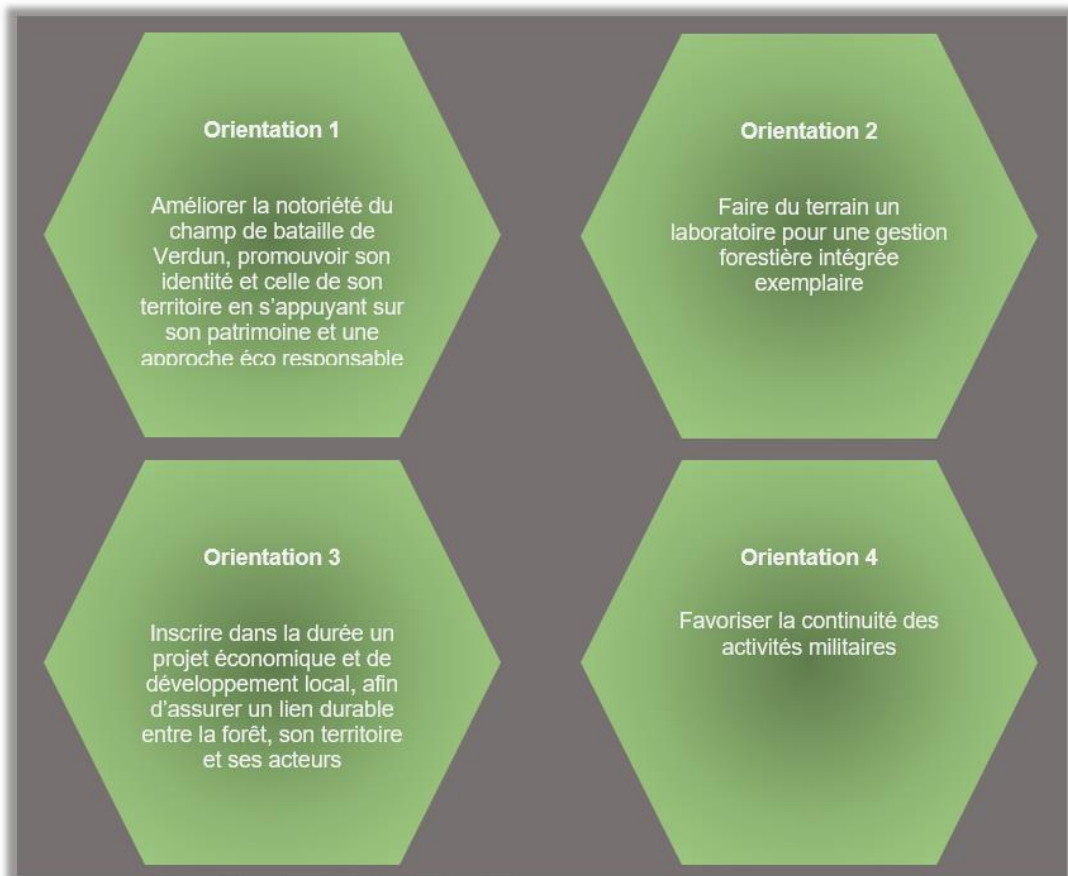 Orientation 1
Améliorer la notoriété du
champ de bataille de
Verdun, promouvoir son
identité et celle de son
territoire en s'appuyant sur
son patrimoine et une
approche éco responsable
Orientation 2
Faire du terrain un
laboratoire pour une gestion
forestière intégrée
exemplaire
Orientation 3
Inscrire dans la durée un
projet économique et de
développement local, afin
d'assurer un lien durable
entre la forêt, son territoire
et ses acteurs
Orientation 4
Favoriser la continuité des
activités militaires